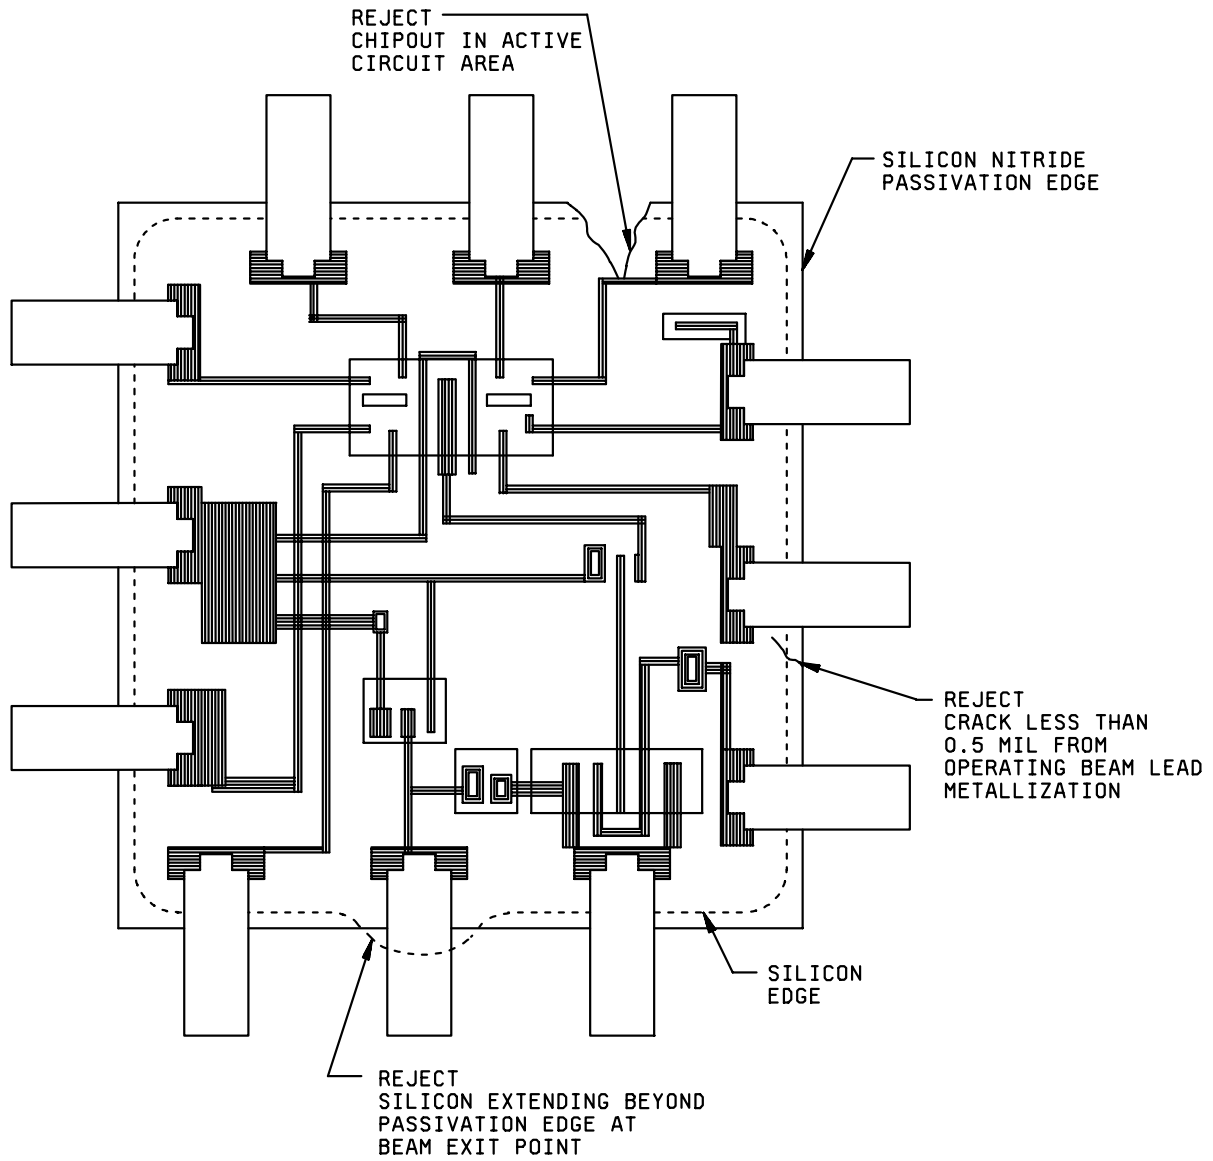 REJECT
CHIPOUT IN ACTIVE
CIRCUIT AREA
SILICON NITRIDE
PASSIVATION EDGE
REJECT
CRACK LESS THAN
0.5 MIL FROM
OPERATING BEAM LEAD
METALLIZATION
SILICON
EDGE
REJECT
SILICON EXTENDING BEYOND
PASSIVATION EDGE AT
BEAM EXIT POINT